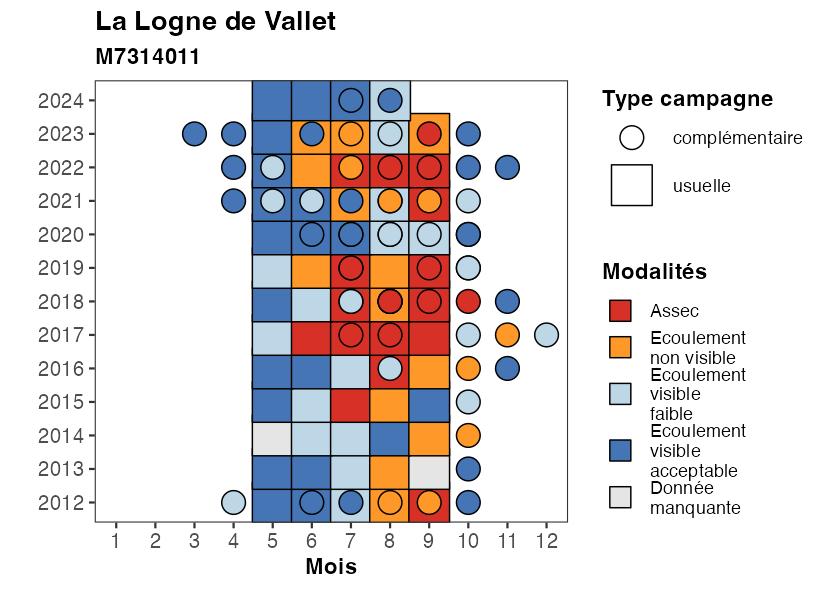 La Logne de Vallet
M7314011
2024
2023
2022
2021
2020
2019
2018
2017
2016
2015
2014
2013
2012
1 2 3 4 5 6 7 8 9 10 11 12
Mois
Type campagne
complémentaire
usuelle
Modalités
Assec
Ecoulement
non visible
Ecoulement
visible
faible
Ecoulement
visible
acceptable
Donnée
manquante